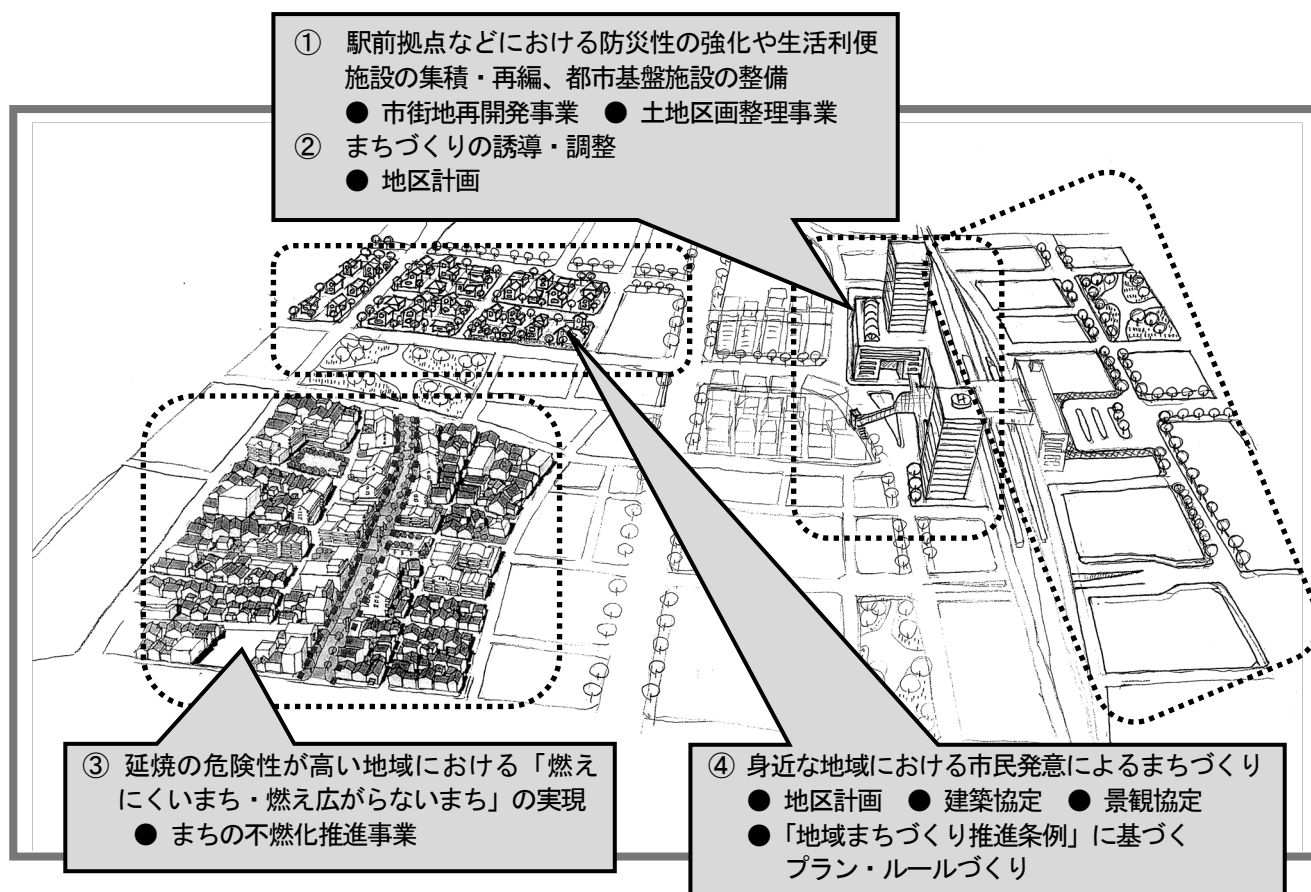 ① 駅前拠点などにおける防災性の強化や生活利便
施設の集積・再編、都市基盤施設の整備
● 市街地再開発事業 ● 土地区画整理事業
② まちづくりの誘導・調整
● 地区計画
③ 延焼の危険性が高い地域における「燃え
にくいまち・燃え広がらないまち」の実現
● まちの不燃化推進事業
④ 身近な地域における市民発意によるまちづくり
● 地区計画 ● 建築協定 ● 景観協定
● 「地域まちづくり推進条例」に基づく
プラン・ルールづくり